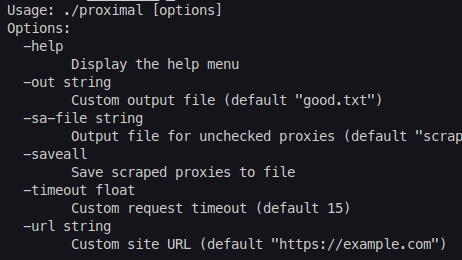 Usage: ./proximal [options]
Options:
  -help
        Display the help menu
  -out string
        Custom output file (default "good.txt")
  -sa-file string
        Output file for unchecked proxies (default "scrap
  -saveall
        Save scraped proxies to file
  -timeout float
        Custom request timeout (default 15)
  -url string
        Custom site URL (default "https://example.com")